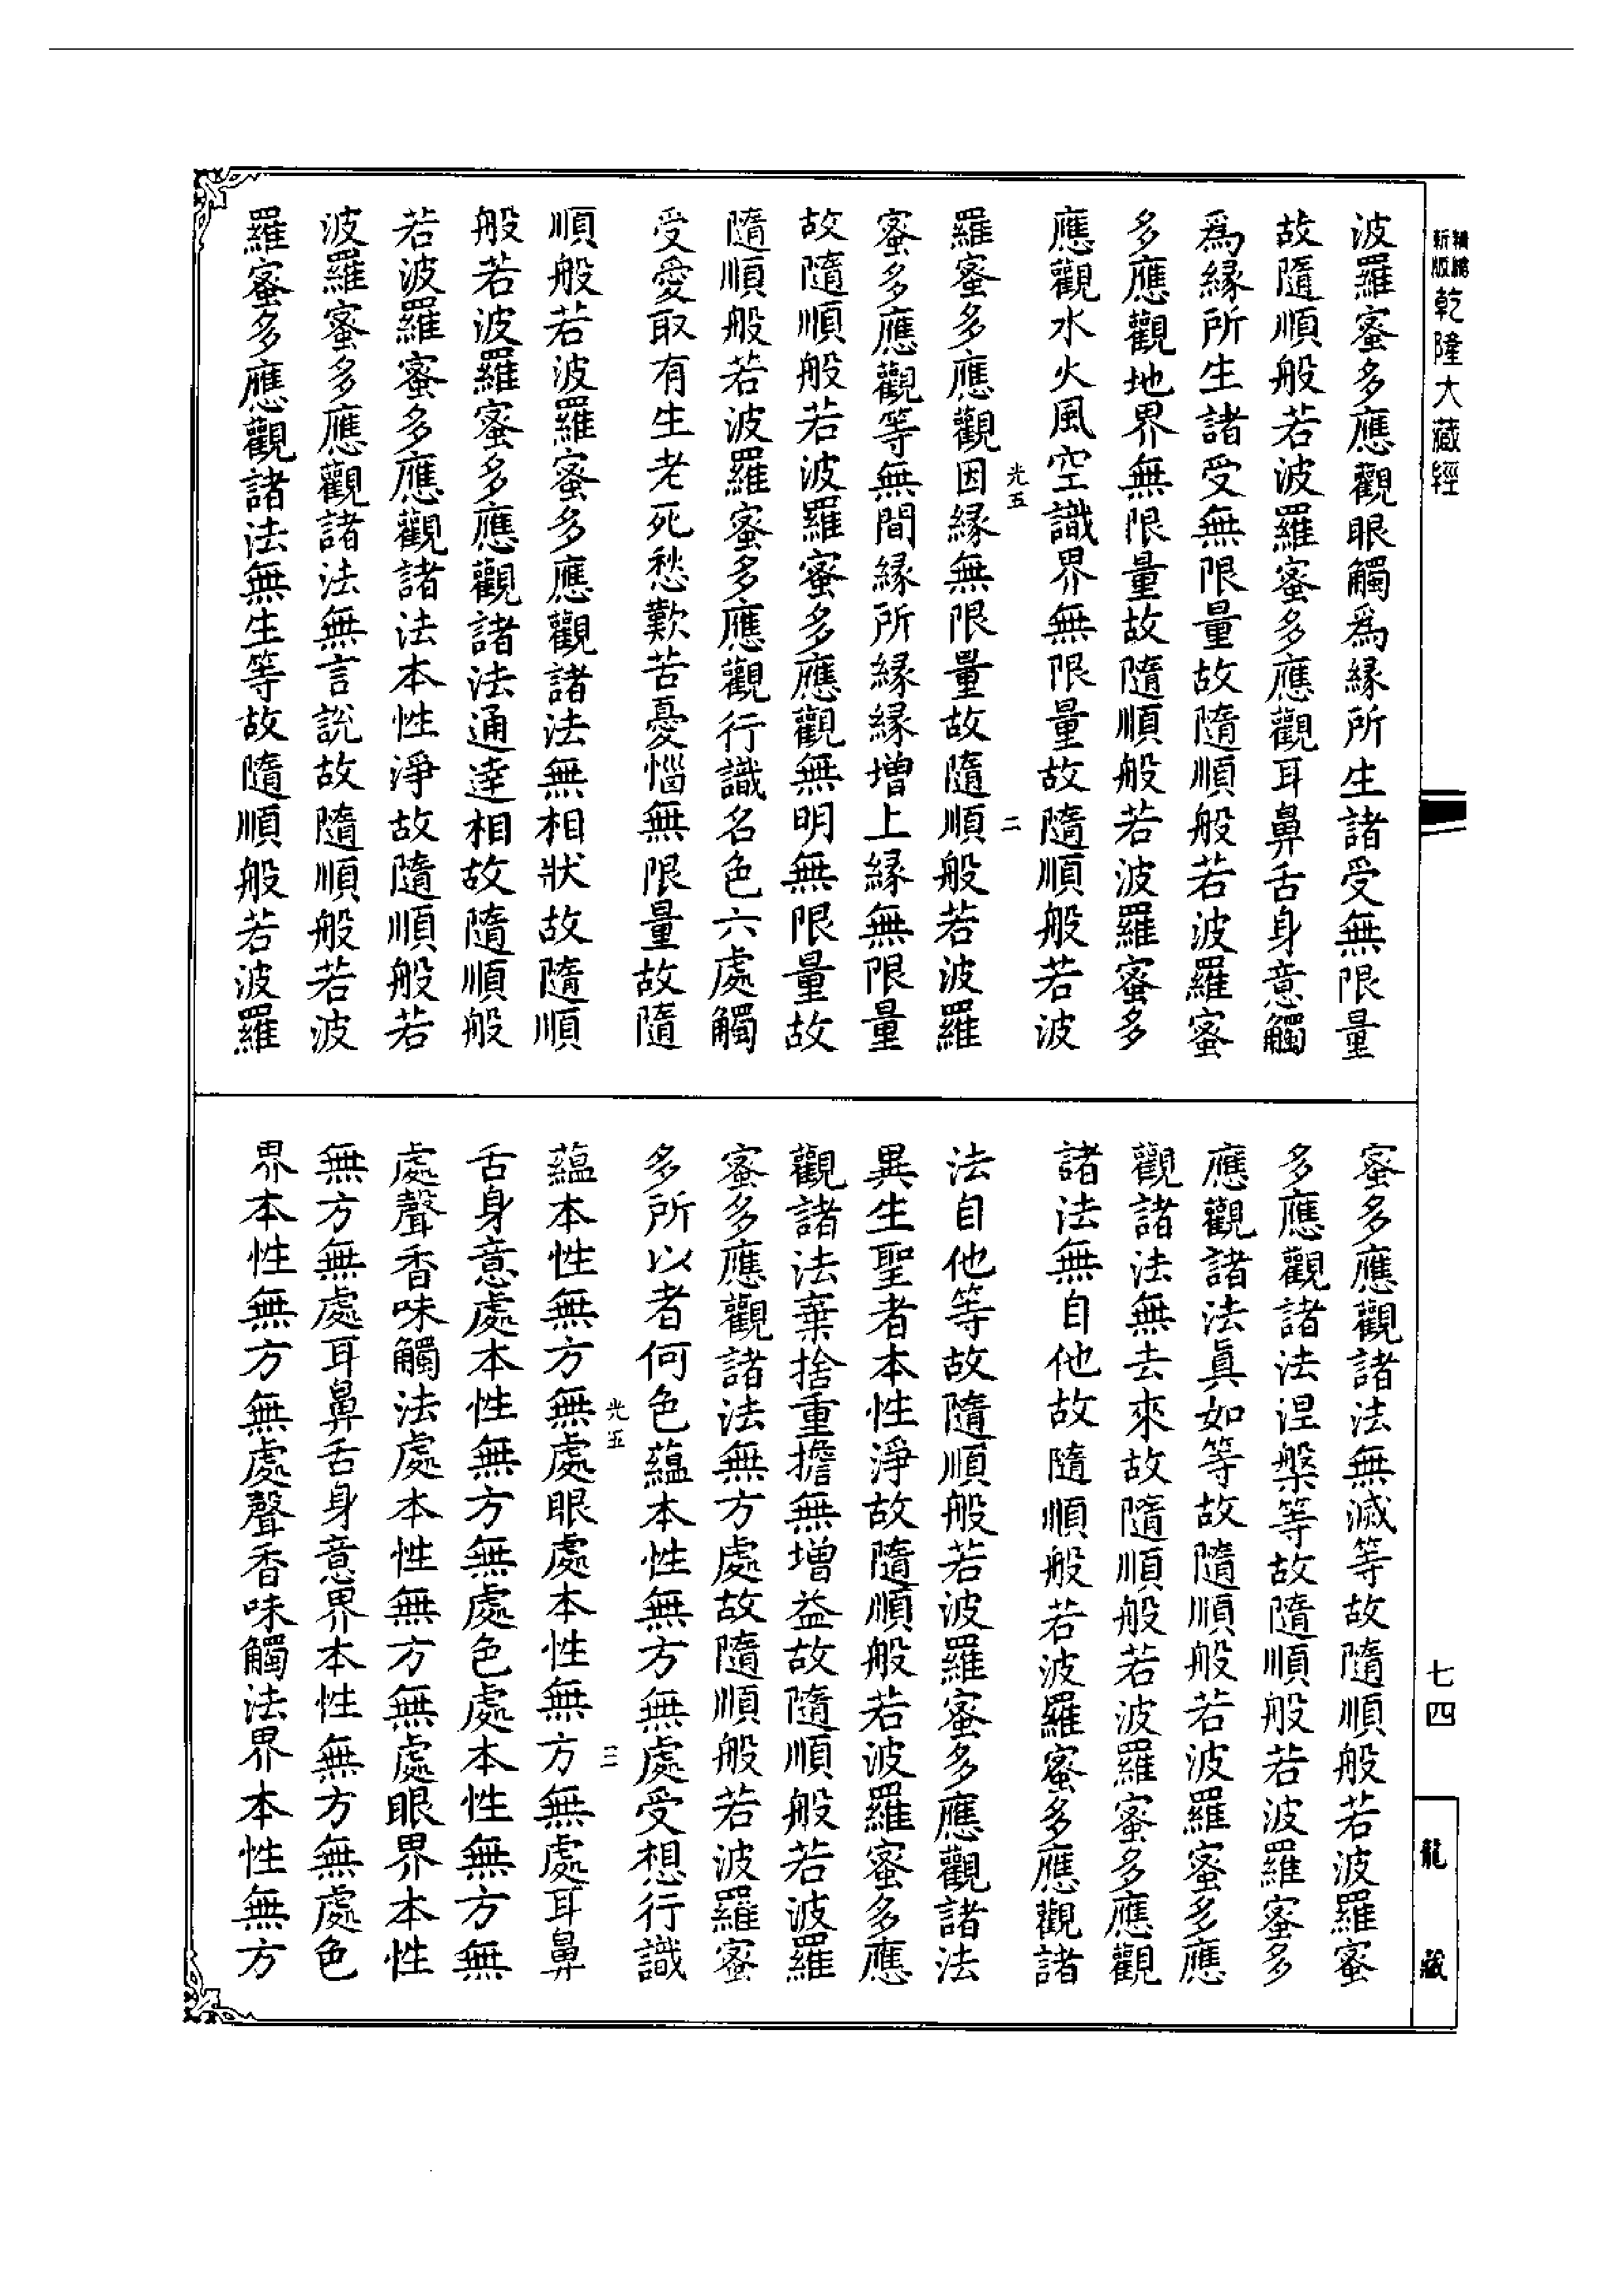 精縮
新版
乾隆大藏經
波羅蜜多應觀眼觸爲緣所生諸受無限量
故隨順般若波羅蜜多應觀耳鼻舌身意觸
爲緣所生諸受無限量故隨順般若波羅蜜
多應觀地界無限量故隨順般若波羅蜜多
應觀水火風空識界無限量故隨順般若波
光五
二
羅蜜多應觀因緣無限量故隨順般若波羅
蜜多應觀等無間緣所緣緣增上緣無限量
故隨順般若波羅蜜多應觀無明無限量故
隨順般若波羅蜜多應觀行識名色六處觸
受愛取有生老死愁歎苦憂惱無限量故隨
順般若波羅蜜多應觀諸法無相狀故隨順
般若波羅蜜多應觀諸法通達相故隨順般
若波羅蜜多應觀諸法本性淨故隨順般若
波羅蜜多應觀諸法無言說故隨順般若波
羅蜜多應觀諸法無生等故隨順般若波羅
蜜多應觀諸法無滅等故隨順般若波羅蜜
多應觀諸法涅槃等故隨順般若波羅蜜多
應觀諸法真如等故隨順般若波羅蜜多應
觀諸法無去來故隨順般若波羅蜜多應觀
諸法無自他故隨順般若波羅蜜多應觀諸
法自他等故隨順般若波羅蜜多應觀諸法
異生聖者本性淨故隨順般若波羅蜜多應
觀諸法棄捨重擔無增益故隨順般若波羅
蜜多應觀諸法無方處故隨順般若波羅蜜
多所以者何色蘊本性無方無處受想行識
光五
三
蘊本性無方無處眼處本性無方無處耳鼻
舌身意處本性無方無處色處本性無方無
處聲香味觸法處本性無方無處眼界本性
無方無處耳鼻舌身意界本性無方無處色
界本性無方無處聲香味觸法界本性無方
七四
龍藏